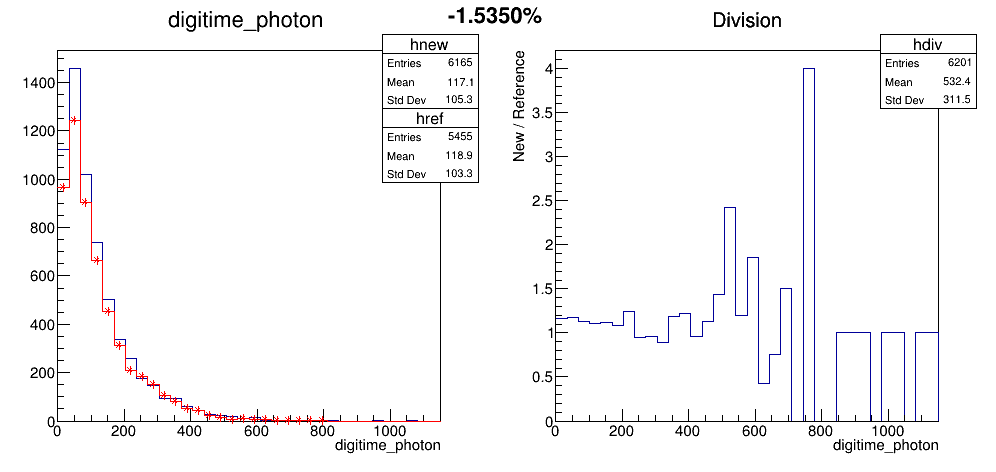 digitime_photon
-1.5350%
Division
hnew
Entries 6165
Mean 117.1
Std Dev 105.3
href
Entries 5455
Mean 118.9
Std Dev 103.3
1400
1200
1000
800
600
400
200
0
0 200 400 600 800 1000
digitime_photon
hdiv
Entries 6201
Mean 532.4
Std Dev 311.5
New / Reference
4
3.5
3
2.5
2
1.5
1
0.5
0
0 200 400 600 800 1000
digitime_photon